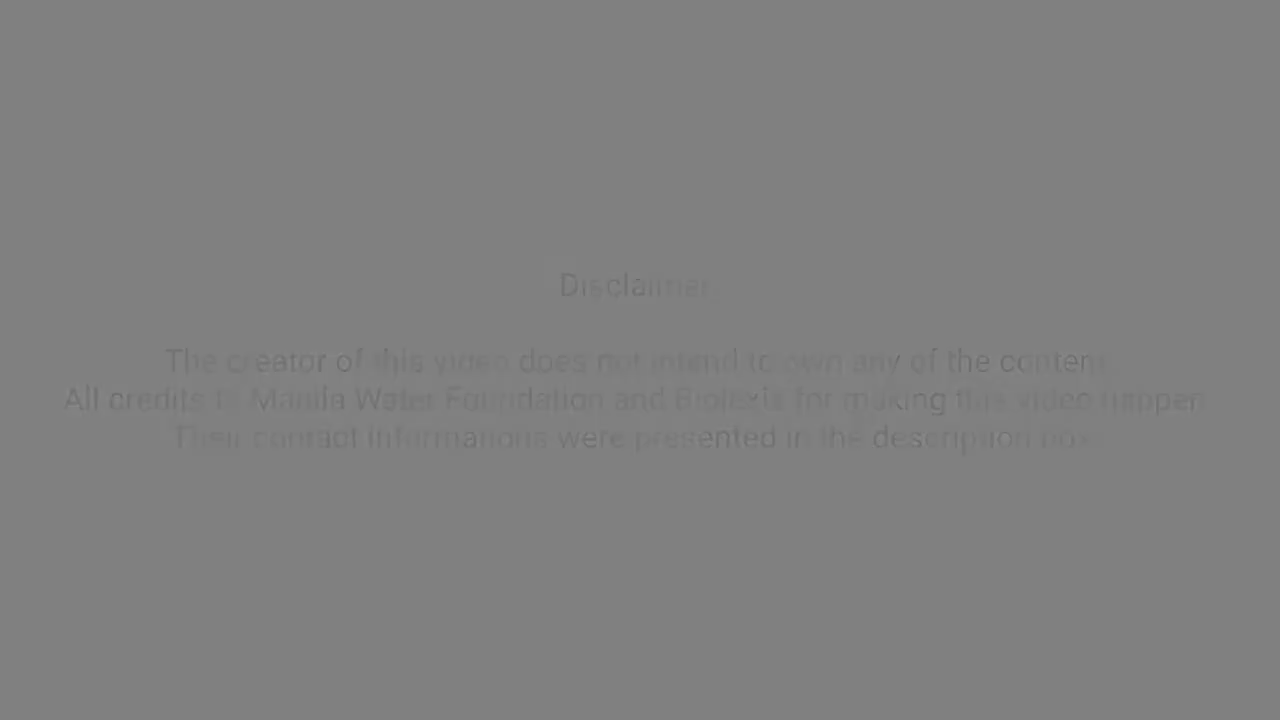 Disclaimer
The creator of this video does not intend to own any of the content
All credits to Manila Water Foundation and for making this video happen
Their contact informations were presented in the description box